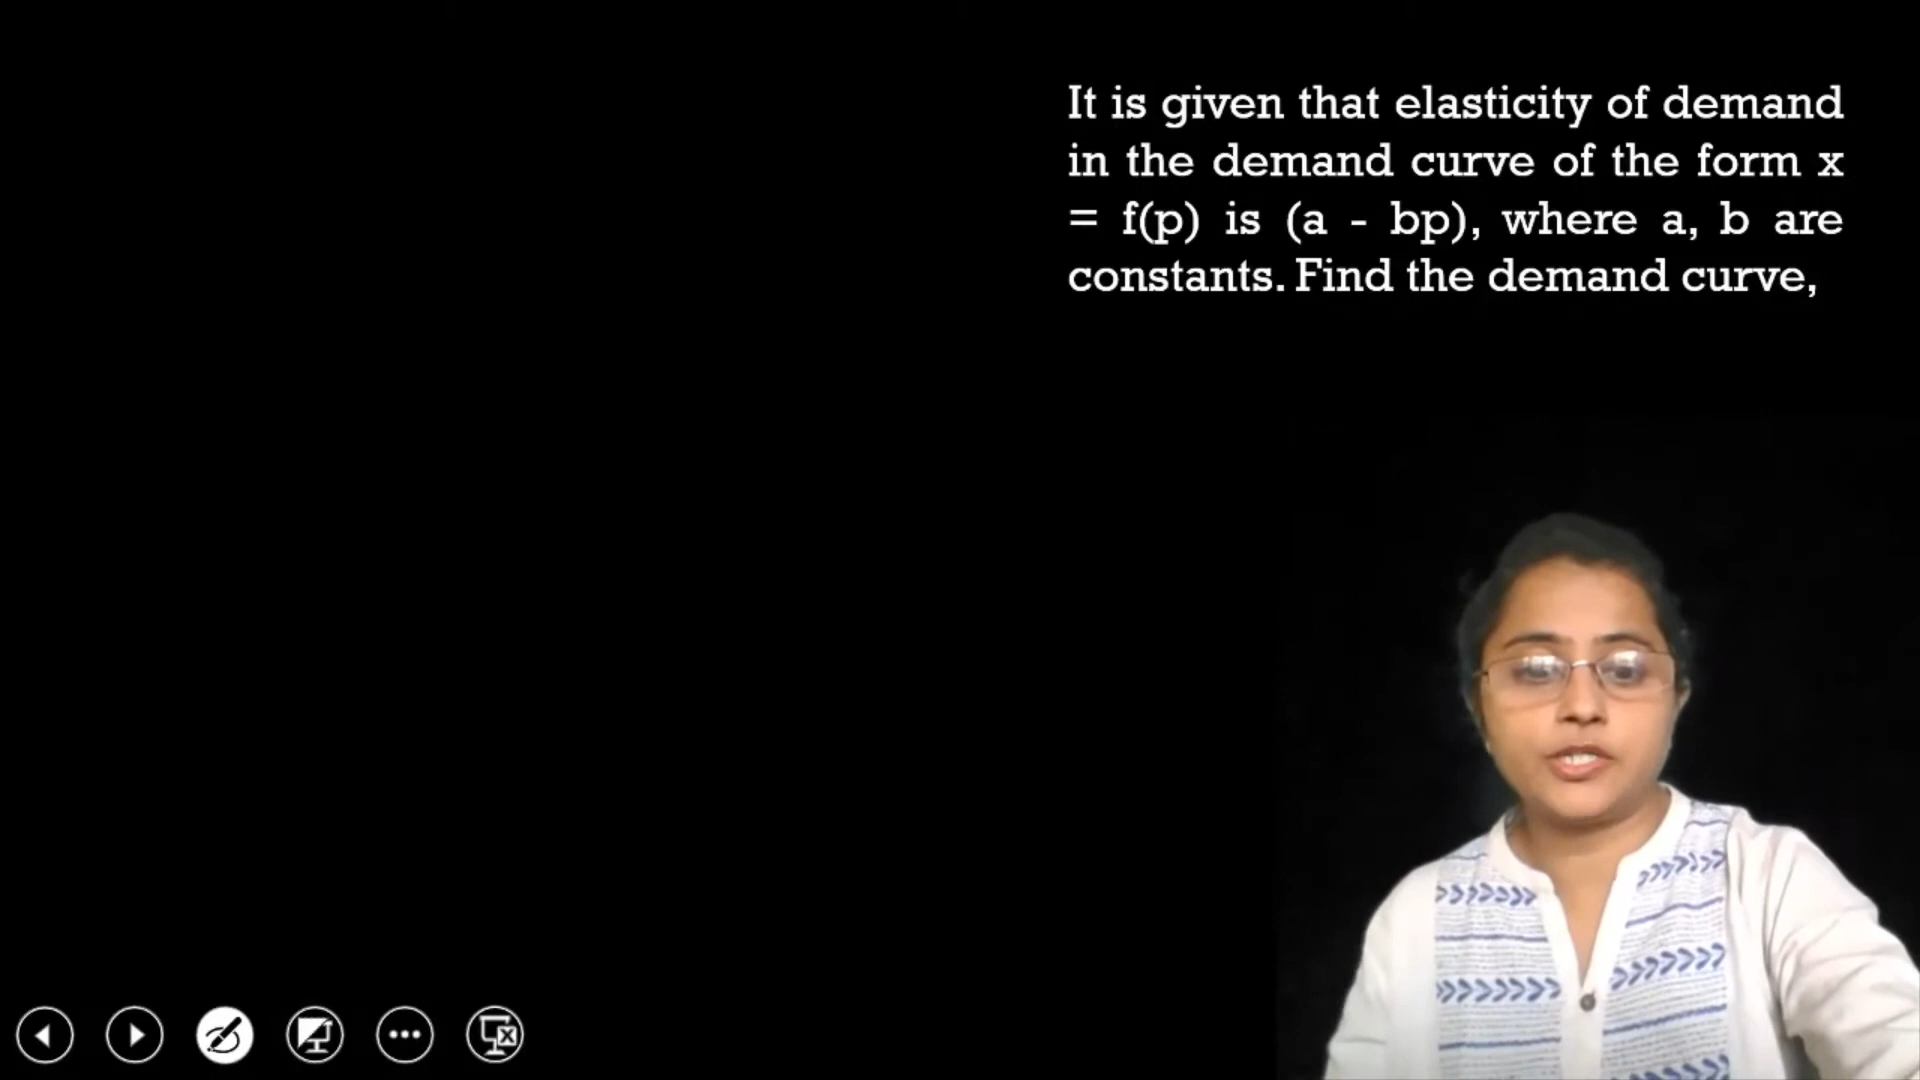 It is given that elasticity of demand
in the demand curve of the form x
= f(p) is (a - bp), where a, b are
constants. Find the demand curve,